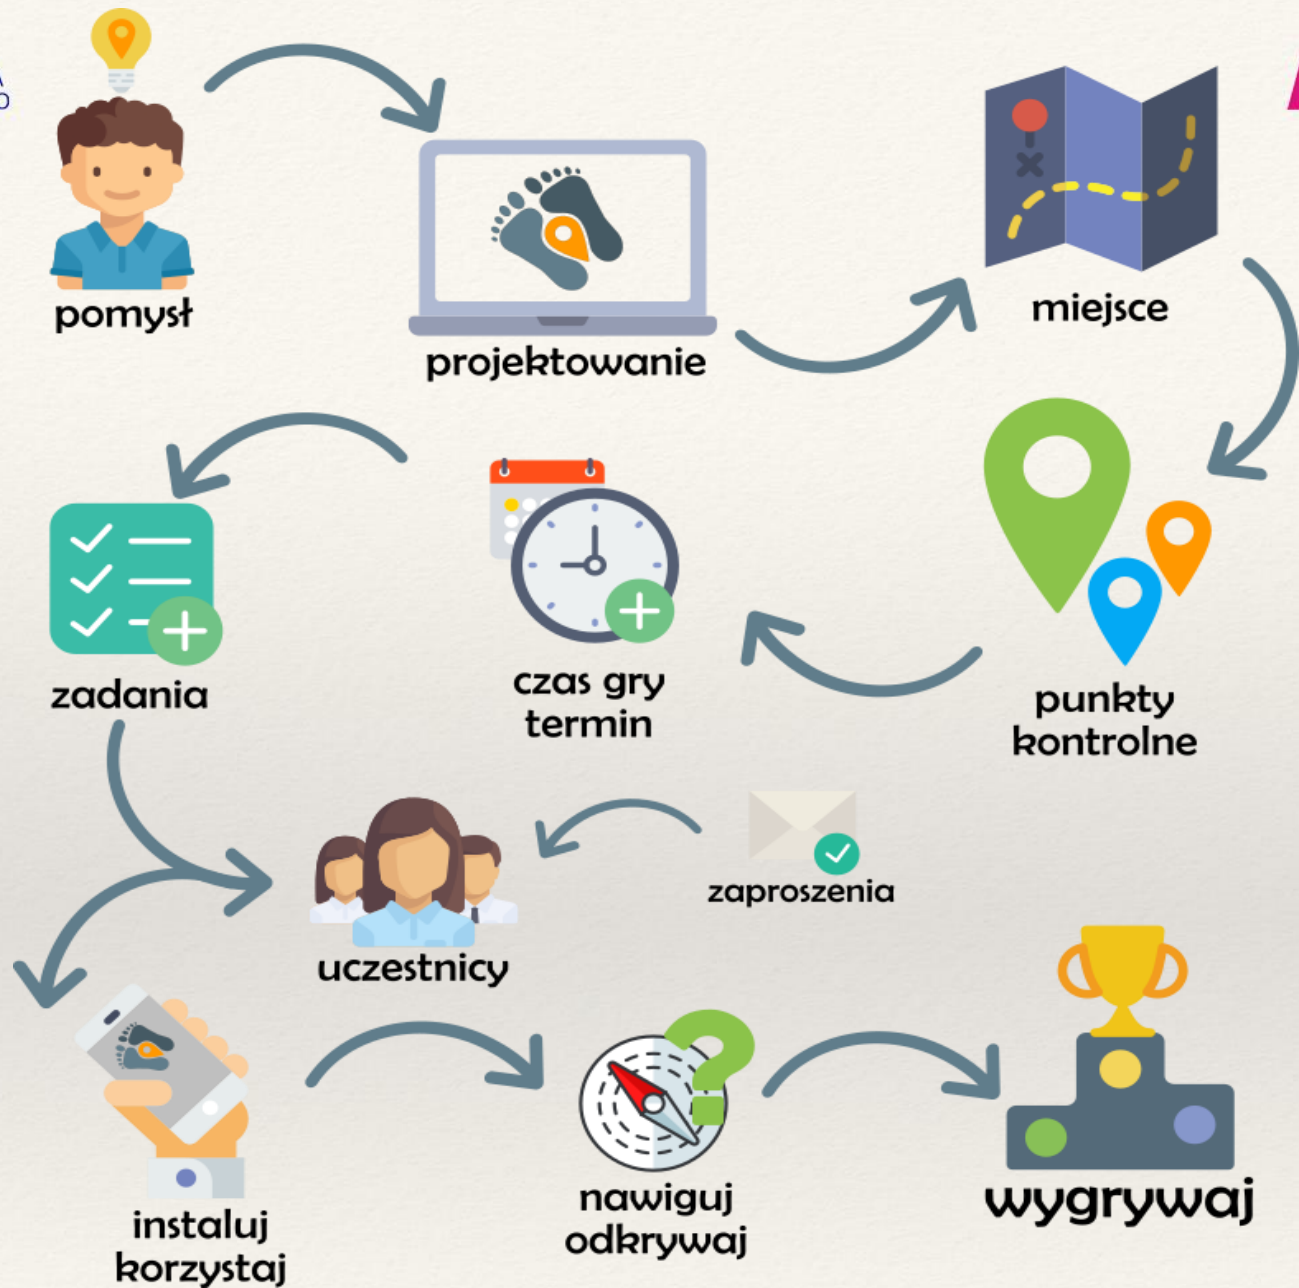 pomysł
projektowanie
miejsce
zadania
czas gry
termin
punkty
kontrolne
zaproszenia
uczestnicy
instaluj
korzystaj
nawiguj
odkrywaj
wygrywaj